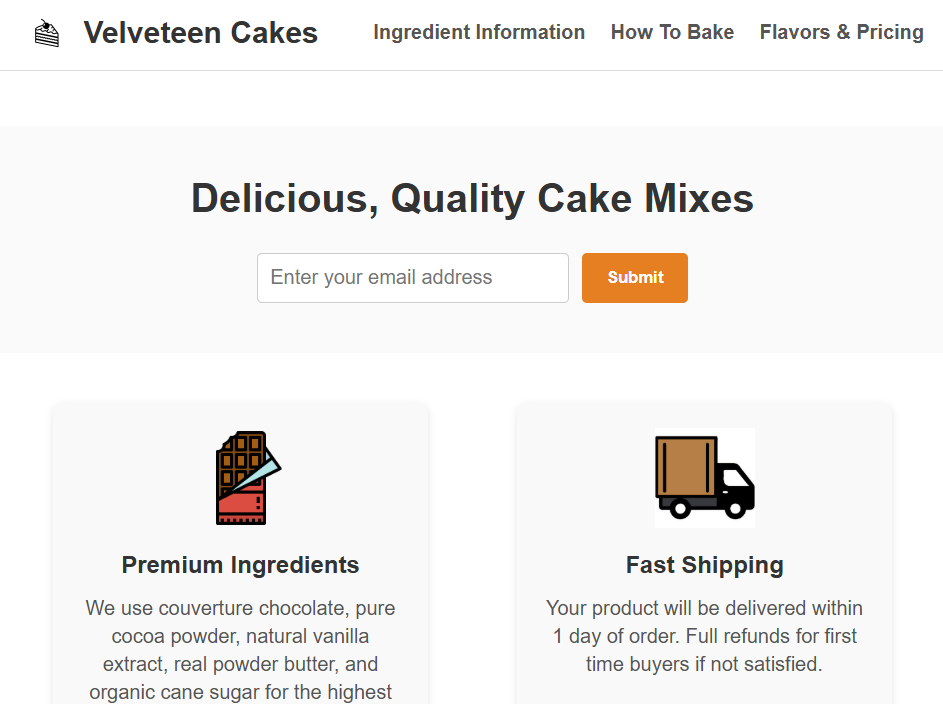 Velveteen Cakes
Ingredient Information
How To Bake
Flavors & Pricing
Delicious, Quality Cake Mixes
Enter your email address
Submit
Premium Ingredients
We use couverture chocolate, pure
cocoa powder, natural vanilla
extract, real powder butter, and
organic cane sugar for the highest
Fast Shipping
Your product will be delivered within
1 day of order. Full refunds for first
time buyers if not satisfied.